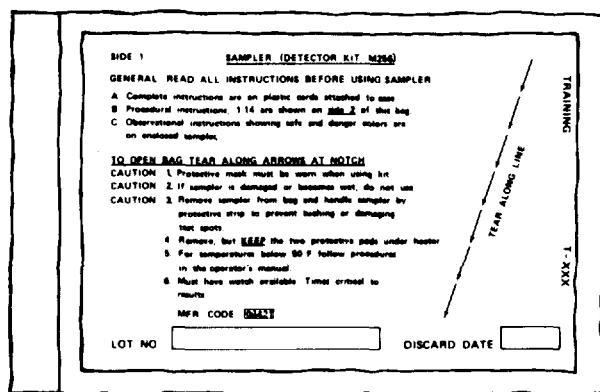 SIDE 1 SAMPLER (DETECTOR KIT M256)
GENERAL READ ALL INSTRUCTIONS BEFORE USING SAMPLER
A Complete instructions are on plastic cards attached to case
B Procedural instructions, 1-14 are shown on side 2 of this bag.
C Observational instructions showing safe and danger colors are
on enclosed sampler.
TO OPEN BAG TEAR ALONG ARROWS AT NOTCH
CAUTION 1. Protective mask must be worn when using kit
CAUTION 2. If sampler is damaged or becomes wet, do not use
CAUTION 3. Remove sampler from bag and handle sampler by
protective strip to prevent touching or damaging
test spots
4. Remove, but KEEP the two protective pads under heater
5. For temperatures below 50 F follow procedures
in the operator's manual.
6. Must have watch available. Times critical to
results
MFR CODE
LOT NO
DISCARD DATE
TEAR ALONG LINE
TRAINING
T-XXX